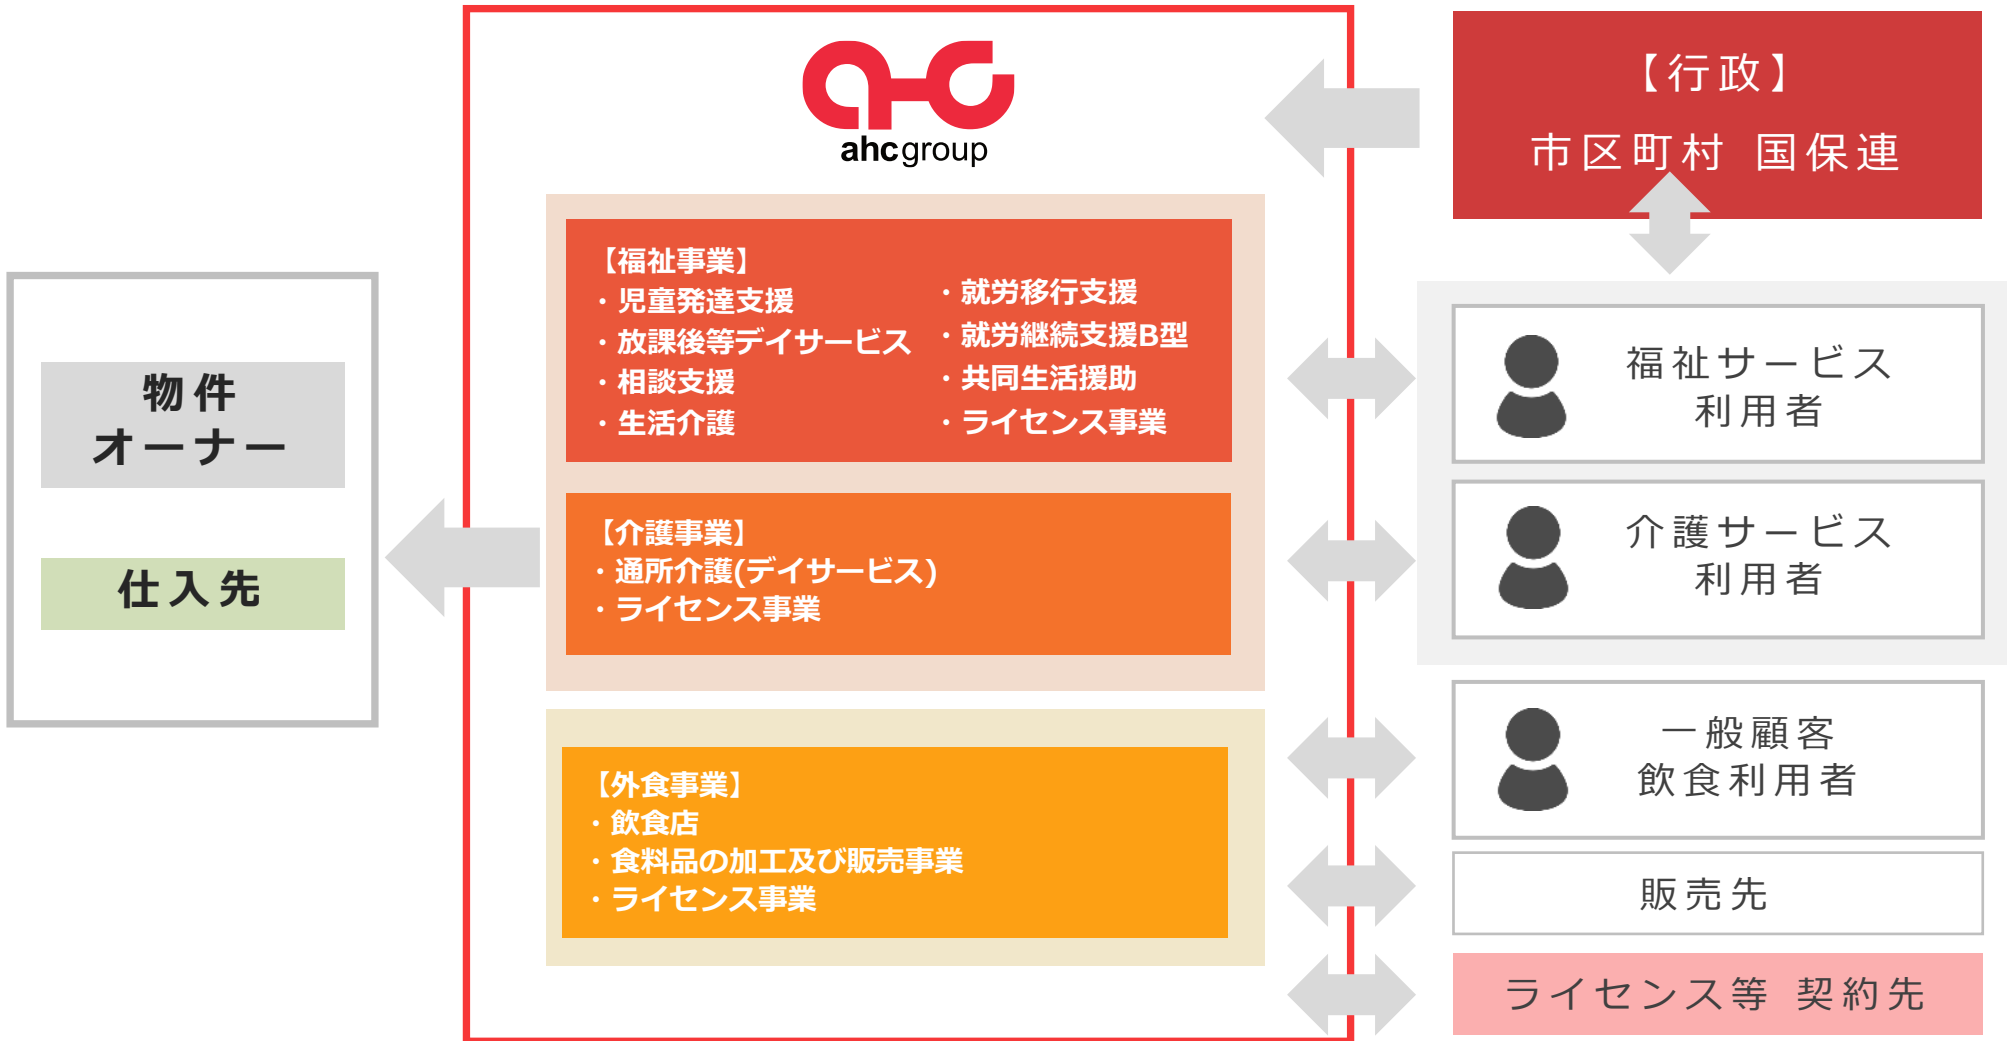 物件
オーナー
仕入先
ahcgroup
【福祉事業】
・児童発達支援
・放課後等デイサービス
・相談支援
・生活介護
・就労移行支援
・就労継続支援B型
・共同生活援助
・ライセンス事業
【介護事業】
・通所介護(デイサービス)
・ライセンス事業
【外食事業】
・飲食店
・食料品の加工及び販売事業
・ライセンス事業
【行政】
市区町村 国保連
福祉サービス
利用者
介護サービス
利用者
一般顧客
飲食利用者
販売先
ライセンス等 契約先